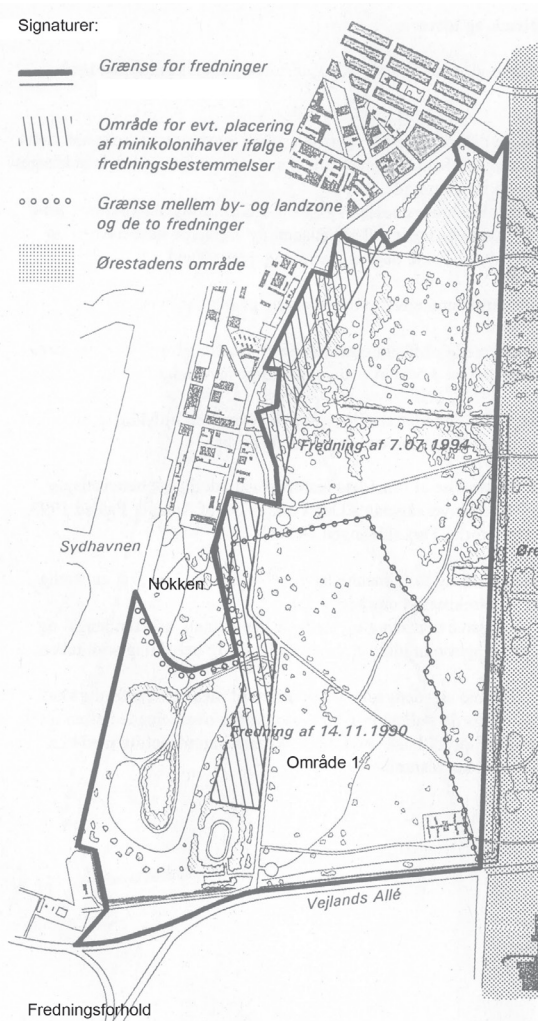 Signaturer:
Grænse for fredninger
Område for evt. placering
af minikolonihaver ifølge
fredningsbestemmelser
Grænse mellem by- og landzone
og de to fredninger
Ørestadens område
Fredning af 7.07.1994
Sydhavnen
Øre
Nokken
Fredning af 14.11.1990
Område 1
Vejlands Allé
Fredningsforhold